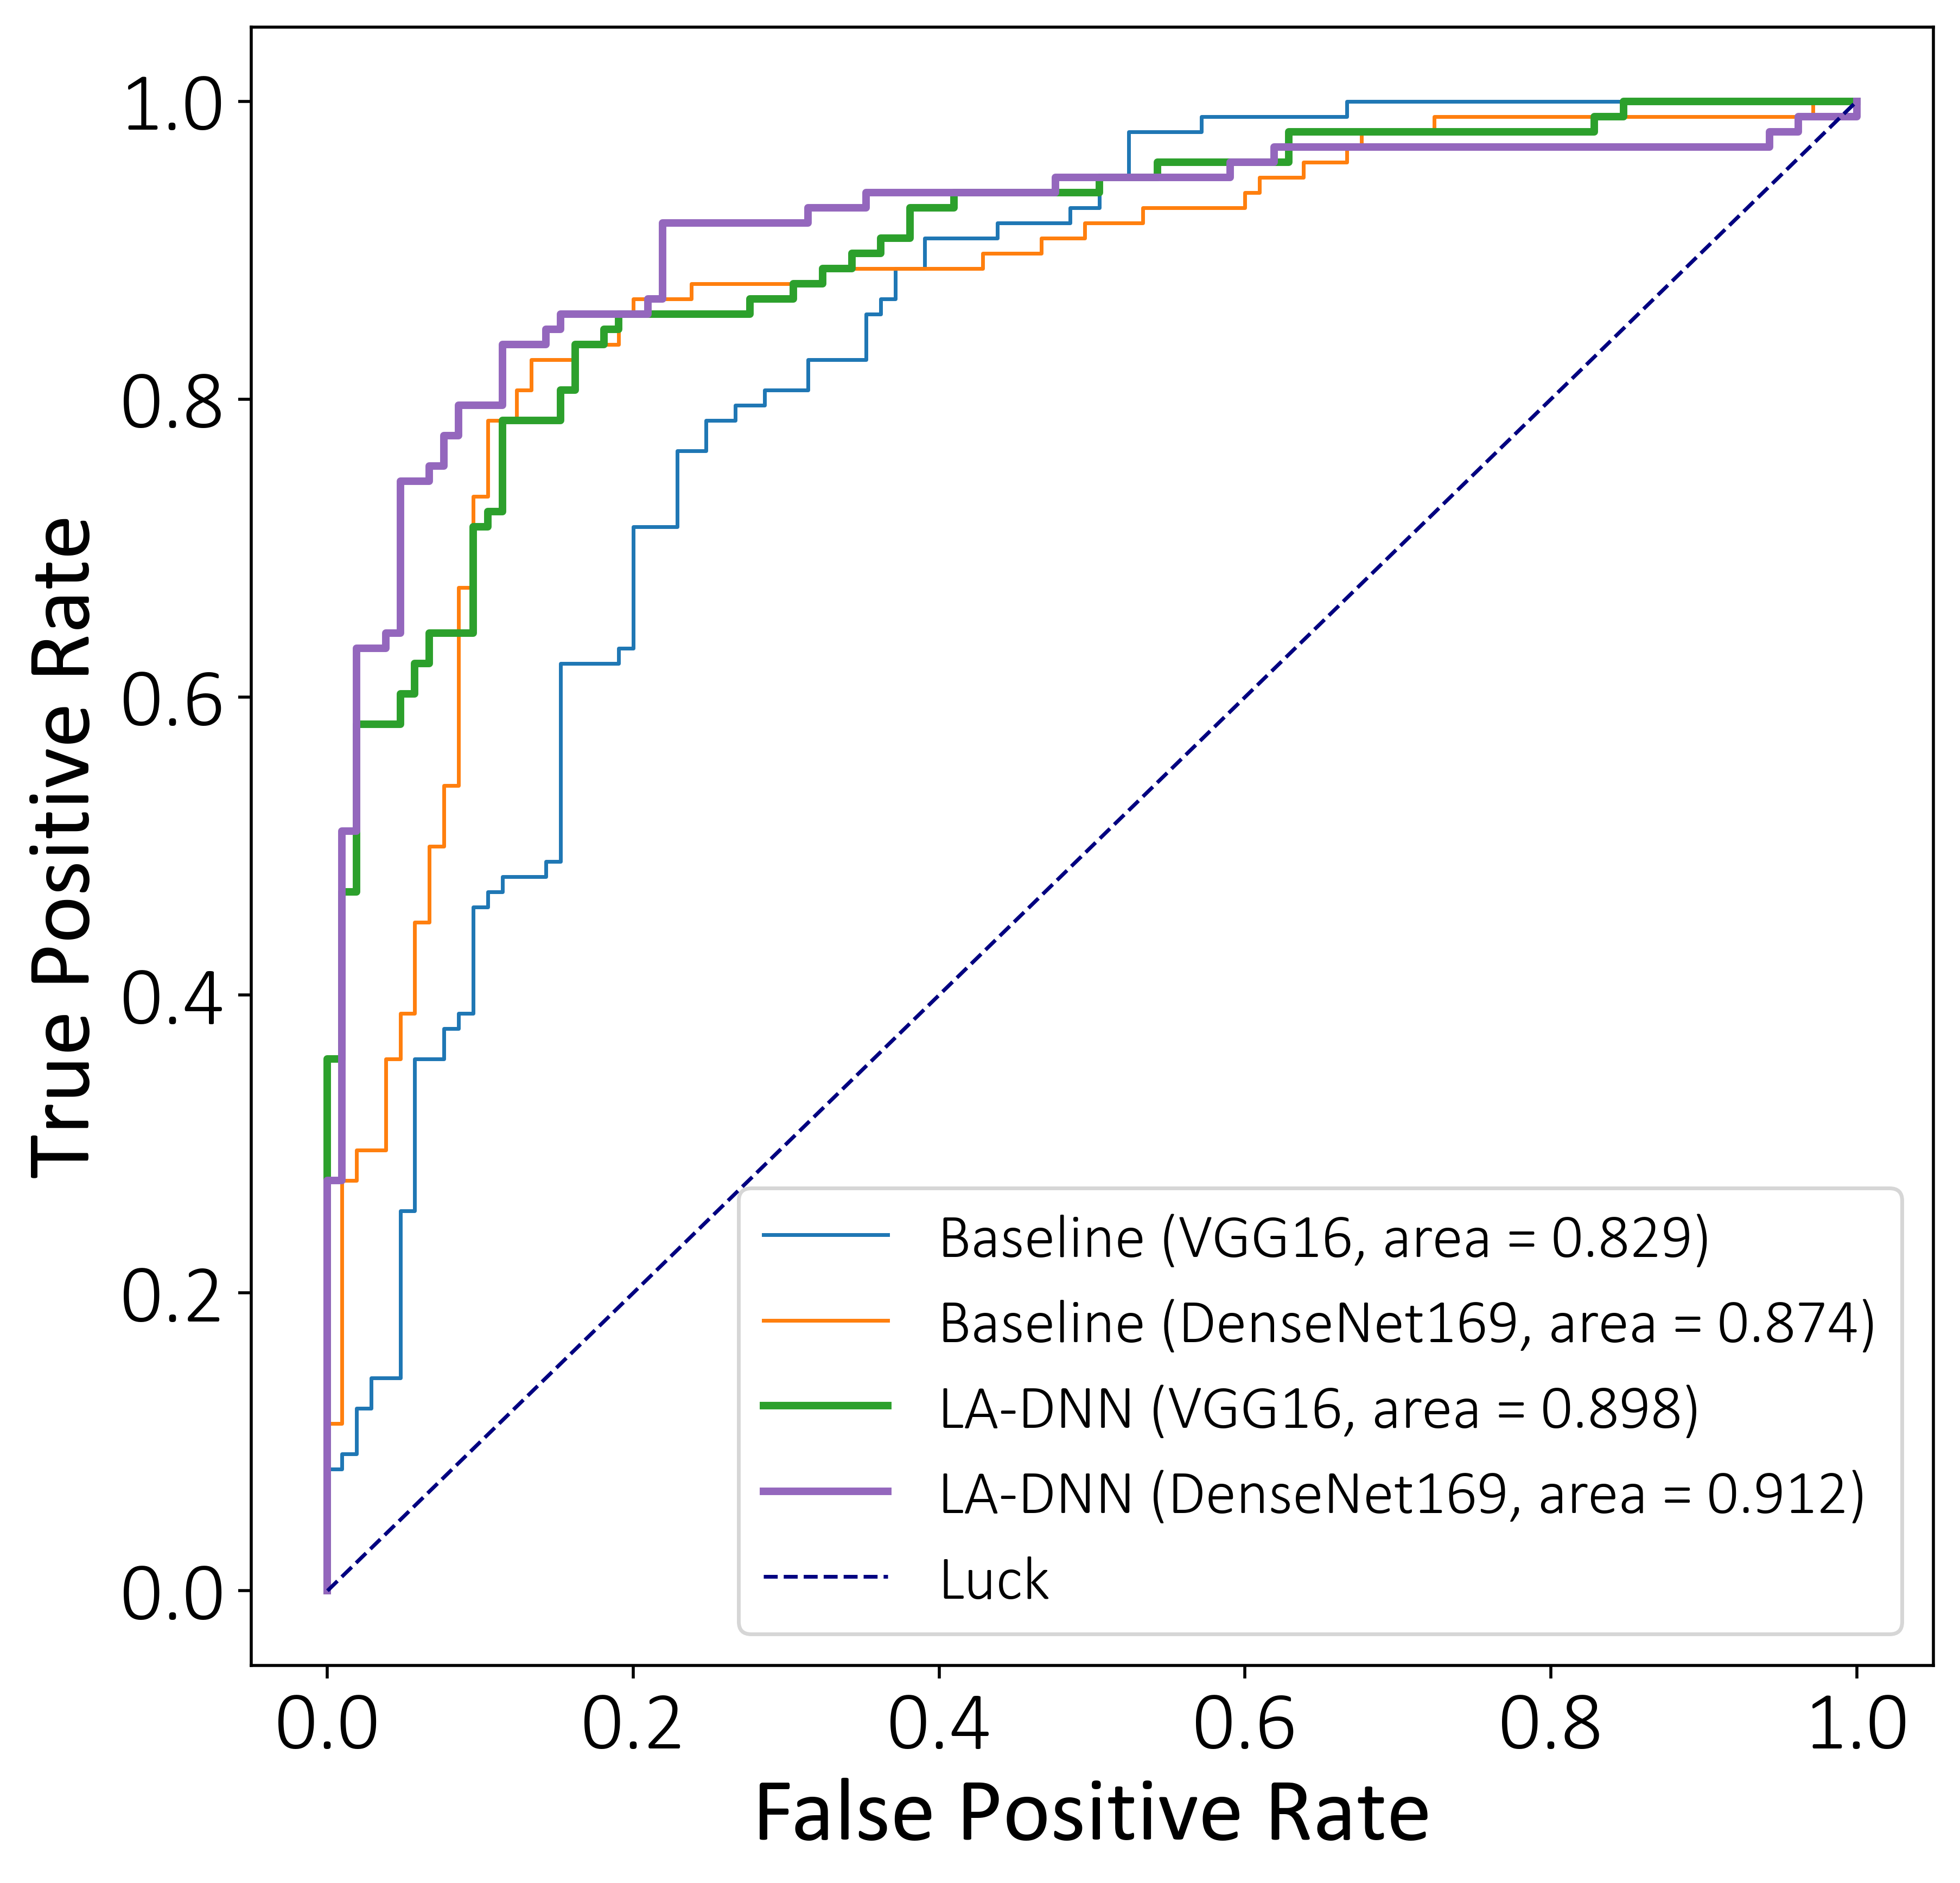 True Positive Rate
1.0
0.8
0.6
0.4
0.2
0.0
Baseline (VGG16, area = 0.829)
Baseline (DenseNet169, area = 0.874)
LA-DNN (VGG16, area = 0.898)
LA-DNN (DenseNet169, area = 0.912)
Luck
0.0 0.2 0.4 0.6 0.8 1.0
False Positive Rate